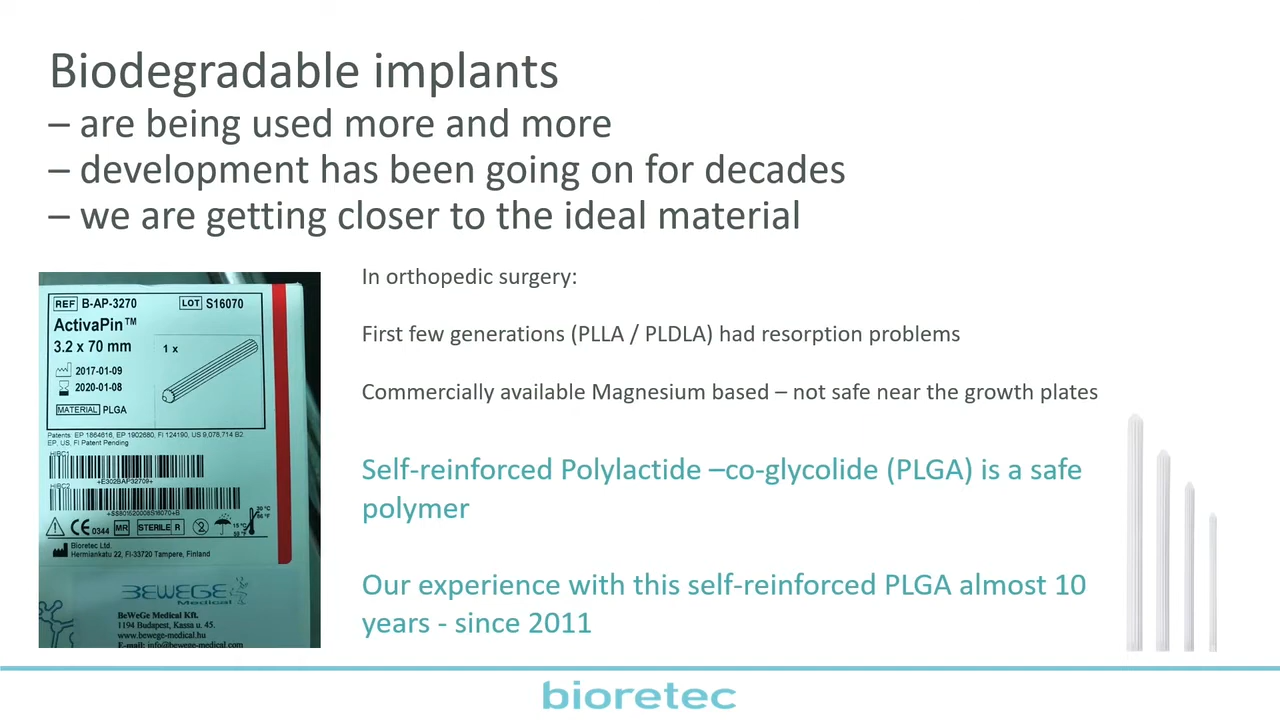 Biodegradable implants
– are being used more and more
– development has been going on for decades
– we are getting closer to the ideal material
In orthopedic surgery:
First few generations (PLLA / PLDLA) had resorption problems
Commercially available Magnesium based – not safe near the growth plates
Self-reinforced Polylactide –co-glycolide (PLGA) is a safe
polymer
Our experience with this self-reinforced PLGA almost 10
years - since 2011
REF B-AP-3270 LOT S16070
ActivaPin™
3.2 x 70 mm
1 x
2017-01-09
2020-01-08
MATERIAL PLGA
Patents: EP 1864616, EP 1902680, FI 124190, US 9,078,714 B2
EP, US, FI Patent Pending
HIBC1
+E302BAP32709+
HIBC2
CE 0344 MR STERILE R 2
Bioretec Ltd.
Hermiankatu 22, FI-33720 Tampere, Finland
BEWEGE
Medical
BeWeGe Medical Kft.
1194 Budapest, Kassa u. 45.
www.bewege-medical.hu
E-mail: info@bewege-medical.com
bioretec